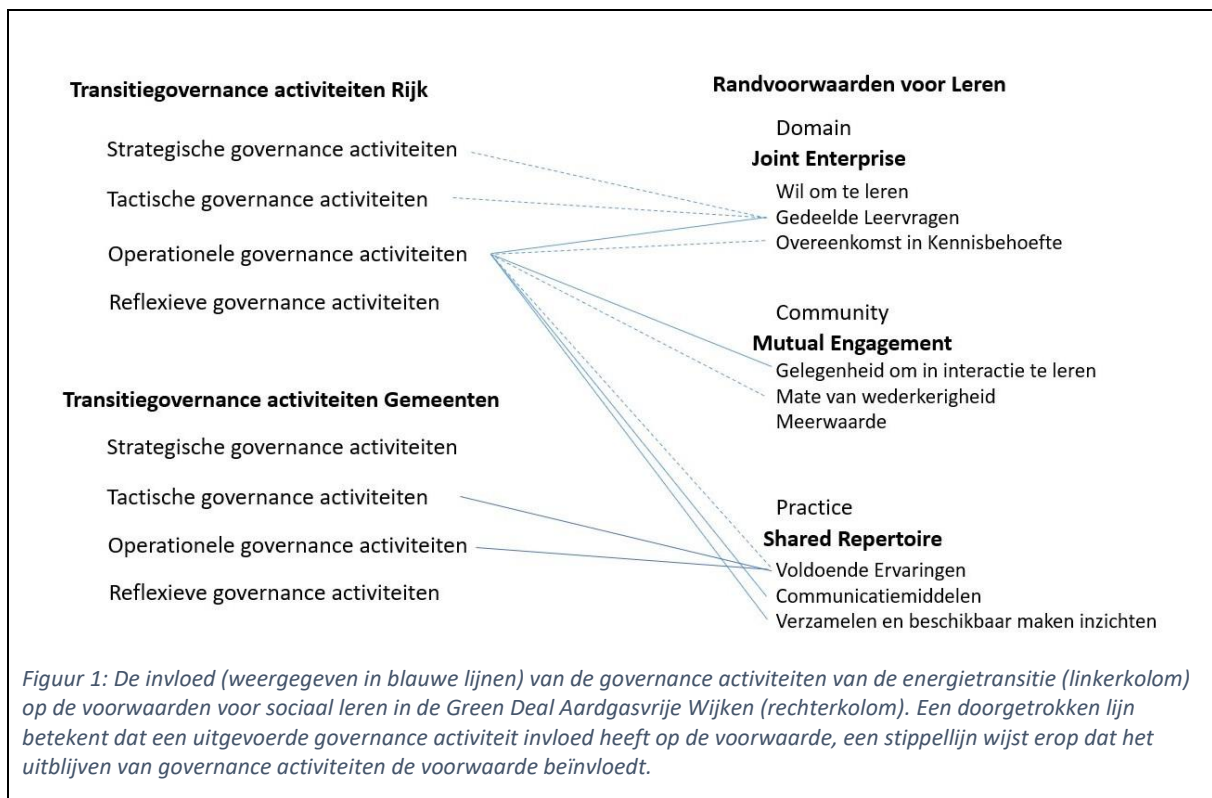 Transitiegovernance activiteiten Rijk
Strategische governance activiteiten
Tactische governance activiteiten
Operationele governance activiteiten
Reflexieve governance activiteiten
Transitiegovernance activiteiten Gemeenten
Strategische governance activiteiten
Tactische governance activiteiten
Operationele governance activiteiten
Reflexieve governance activiteiten
Randvoorwaarden voor Leren
Domain
Joint Enterprise
Wil om te leren
Gedeelde Leervragen
Overeenkomst in Kennisbehoefte
Community
Mutual Engagement
Gelegenheid om in interactie te leren
Mate van wederkerigheid
Meerwaarde
Practice
Shared Repertoire
Voldoende Ervaringen
Communicatiemiddelen
Verzamelen en beschikbaar maken inzichten
Figuur 1: De invloed (weergegeven in blauwe lijnen) van de governance activiteiten van de energietransitie (linkerkolom)
op de voorwaarden voor sociaal leren in de Green Deal Aardgasvrije Wijken (rechterkolom). Een doorgetrokken lijn
betekent dat een uitgevoerde governance activiteit invloed heeft op de voorwaarde, een stippellijn wijst erop dat het
uitblijven van governance activiteiten de voorwaarde beïnvloedt.